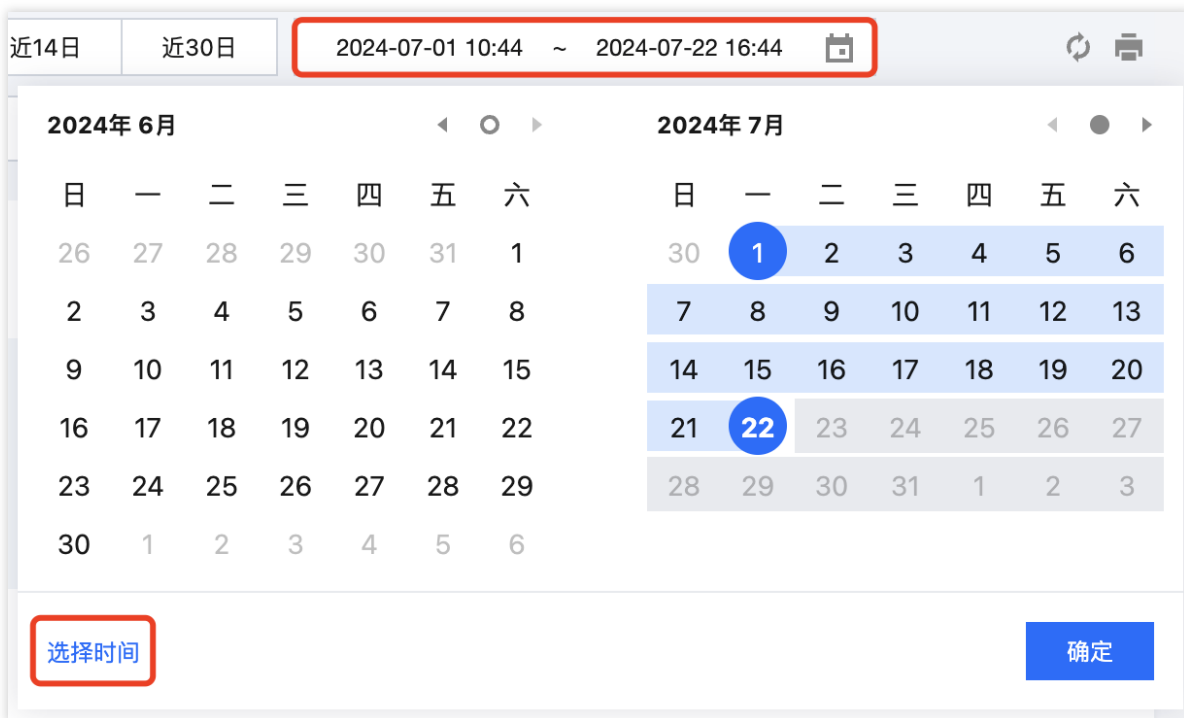 近14日 近30日 2024-07-01 10:44 ~ 2024-07-22 16:44
2024年 6月
日 一 二 三 四 五 六
26 27 28 29 30 31 1
2 3 4 5 6 7 8
9 10 11 12 13 14 15
16 17 18 19 20 21 22
23 24 25 26 27 28 29
30 1 2 3 4 5 6
2024年 7月
日 一 二 三 四 五 六
30 1 2 3 4 5 6
7 8 9 10 11 12 13
14 15 16 17 18 19 20
21 22 23 24 25 26 27
28 29 30 31 1 2 3
选择时间
确定